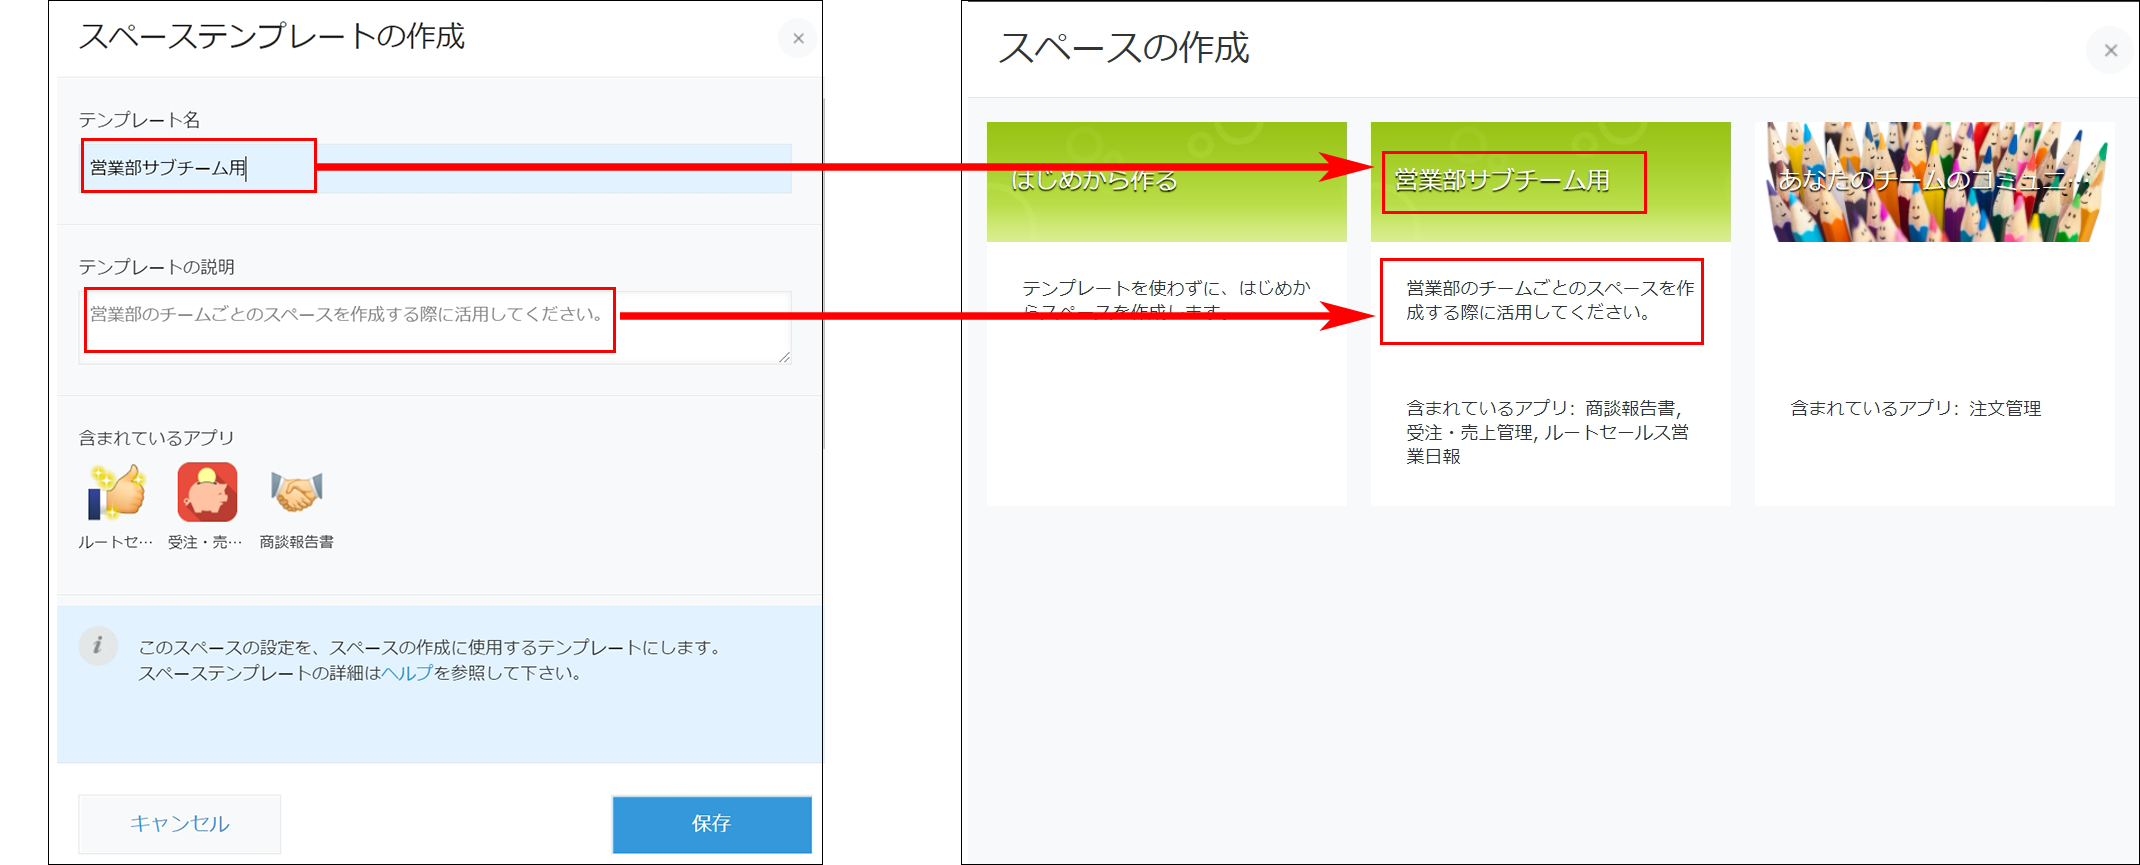 スペーステンプレートの作成
×
テンプレート名
営業部サブチーム用
テンプレートの説明
営業部のチームごとのスペースを作成する際に活用してください。
含まれているアプリ
ルートセ…
受注・売…
商談報告書
i
このスペースの設定を、スペースの作成に使用するテンプレートにします。
スペーステンプレートの詳細はヘルプを参照して下さい。
キャンセル
保存
スペースの作成
×
はじめから作る
テンプレートを使わずに、はじめか
らスペースを作成します。
営業部サブチーム用
営業部のチームごとのスペースを作
成する際に活用してください。
含まれているアプリ: 商談報告書,
受注・売上管理, ルートセールス営
業日報
あなたのチームのコミュニ…
含まれているアプリ: 注文管理